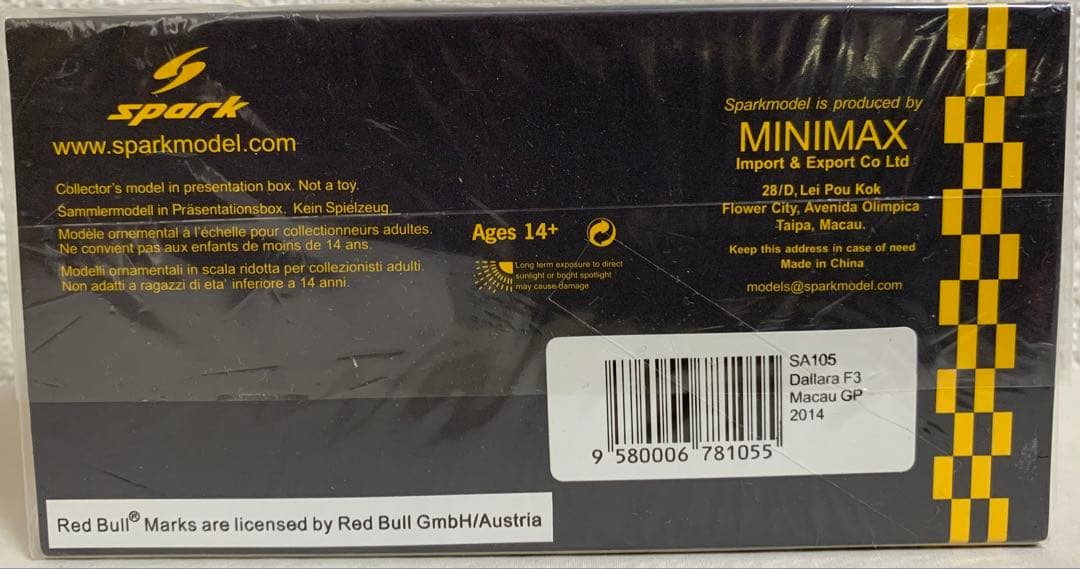 spark
www.sparkmodel.com
Collector's model in presentation box. Not a toy.
Sammlermodell in Präsentationsbox. Kein Spielzeug.
Modèle ornemental à l'échelle pour collectionneurs adultes.
Ne convient pas aux enfants de moins de 14 ans.
Modelli ornamentali in scala ridotta per collezionisti adulti.
Non adatti a ragazzi di eta' inferiore a 14 anni.
Ages 14+
Long term exposure to direct
sunlight or bright spotlight
may cause damage
Sparkmodel is produced by
MINIMAX
Import & Export Co Ltd
28/D, Lei Pou Kok
Flower City, Avenida Olimpica
Taipa, Macau.
Keep this address in case of need
Made in China
models@sparkmodel.com
SA105
Dallara F3
Macau GP
2014
9 580006 781055
Red Bull® Marks are licensed by Red Bull GmbH/Austria